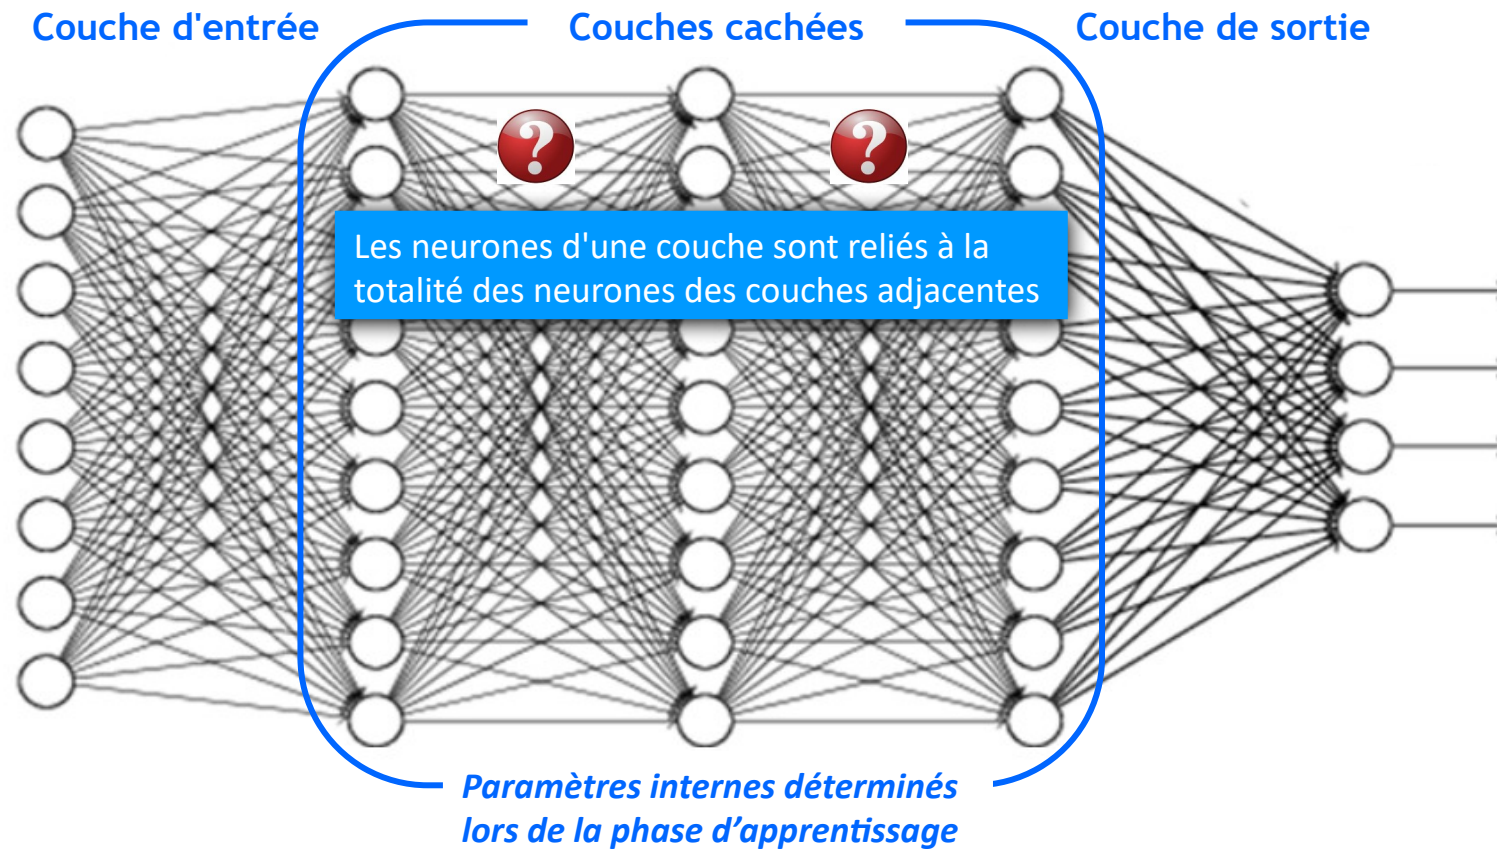 Couche d'entrée
Couches cachées
Couche de sortie
?
?
Les neurones d'une couche sont reliés à la
totalité des neurones des couches adjacentes
Paramètres internes déterminés
lors de la phase d’apprentissage